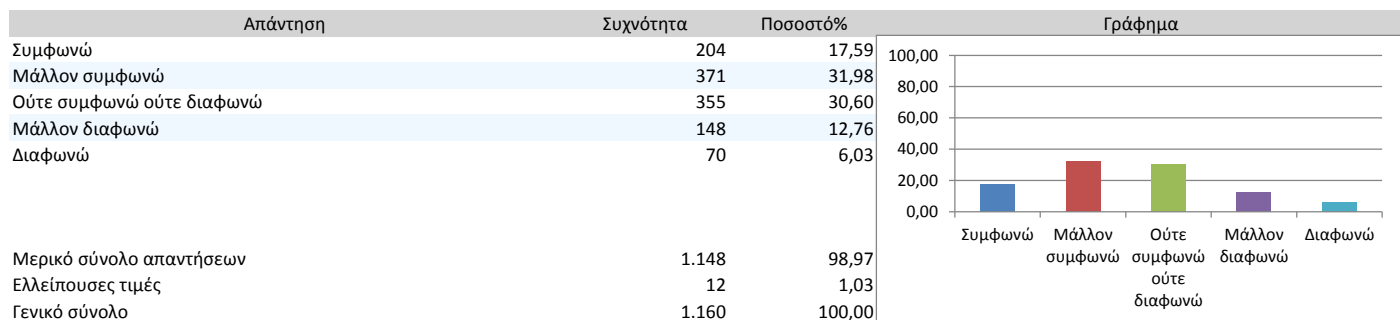 Απάντηση Συχνότητα Ποσοστό% Γράφημα
Συμφωνώ 204 17,59
Μάλλον συμφωνώ 371 31,98
Ούτε συμφωνώ ούτε διαφωνώ 355 30,60
Μάλλον διαφωνώ 148 12,76
Διαφωνώ 70 6,03
Μερικό σύνολο απαντήσεων 1.148 98,97
Ελλείπουσες τιμές 12 1,03
Γενικό σύνολο 1.160 100,00
100,00
80,00
60,00
40,00
20,00
0,00
Συμφωνώ Μάλλον Ούτε Μάλλον Διαφωνώ
συμφωνώ συμφωνώ διαφωνώ
ούτε
διαφωνώ